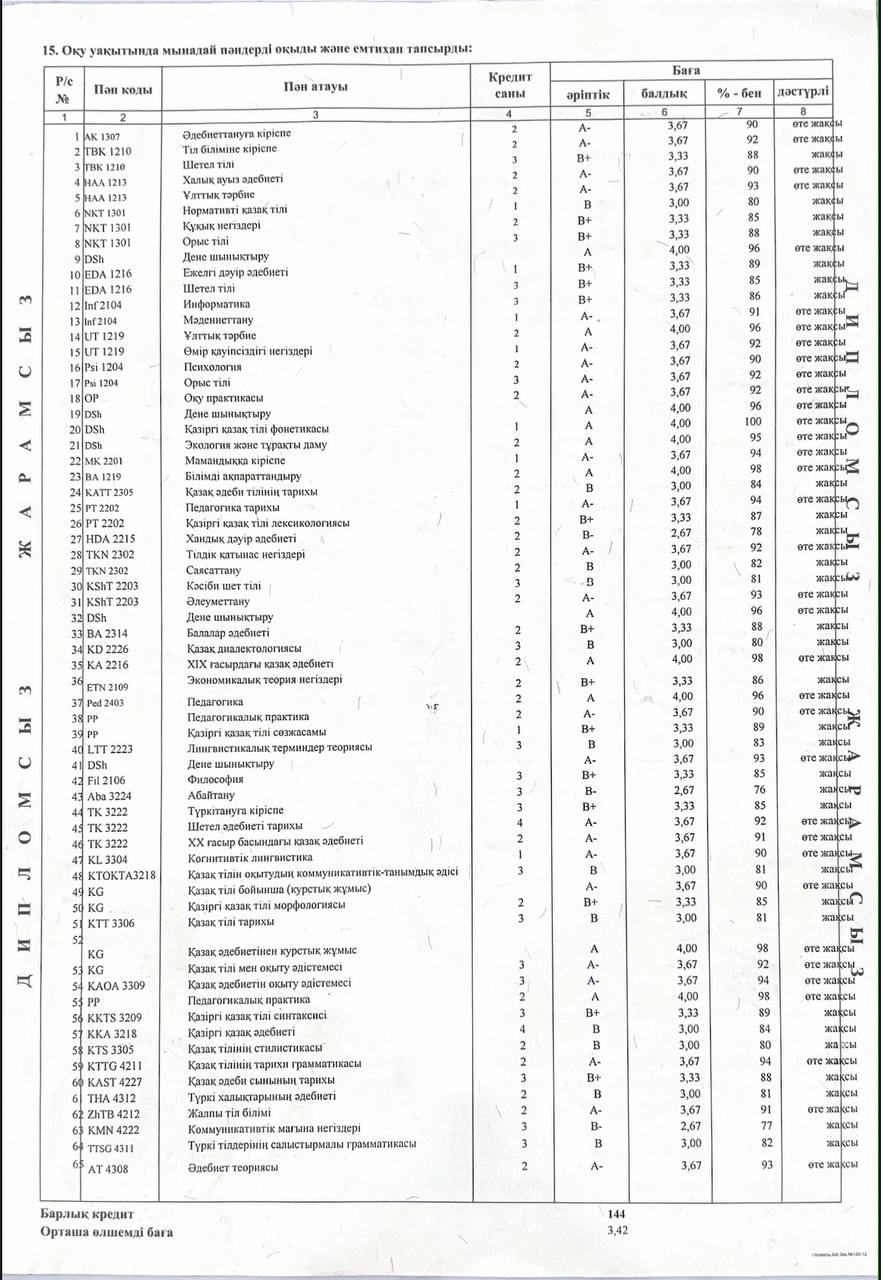 15. Оқу уақытында мынадай пәндерді оқыды және емтихан тапсырды:
Р/с № Пән коды Пән атауы Кредит саны Баға
әріптік балдық % - бен дәстүрлі
1 2 3 4 5 6 7 8
1 АК 1307 Әдебиеттануға кіріспе 2 А- 3,67 90 өте жақсы
2 ТВК 1210 Тіл біліміне кіріспе 2 А- 3,67 92 өте жақсы
3 ТВК 1210 Шетел тілі 3 В+ 3,33 88 жақсы
4 НАА 1213 Халық ауыз әдебиеті 2 А- 3,67 90 өте жақсы
5 НАА 1213 Ұлттық тәрбие 2 А- 3,67 93 өте жақсы
6 NKT 1301 Нормативті қазақ тілі 1 В 3,00 80 жақсы
7 NKT 1301 Құқық негіздері 2 В+ 3,33 85 жақсы
8 NKT 1301 Орыс тілі 3 В+ 3,33 88 жақсы
9 DSh Дене шынықтыру А 4,00 96 өте жақсы
10 EDA 1216 Ежелгі дәуір әдебиеті 1 В+ 3,33 89 жақсы
11 EDA 1216 Шетел тілі 3 В+ 3,33 85 жақсы
12 Inf 2104 Информатика 3 В+ 3,33 86 жақсы
13 Inf 2104 Мәдениеттану 1 А- 3,67 91 өте жақсы
14 UT 1219 Ұлттық тәрбие 2 А 4,00 96 өте жақсы
15 UT 1219 Өмір қауіпсіздігі негіздері 1 А- 3,67 92 өте жақсы
16 Psi 1204 Психология 2 А- 3,67 90 өте жақсы
17 Psi 1204 Орыс тілі 3 А- 3,67 92 өте жақсы
18 OP Оқу практикасы 2 А- 3,67 92 өте жақсы
19 DSh Дене шынықтыру А 4,00 96 өте жақсы
20 DSh Қазіргі қазақ тілі фонетикасы 1 А 4,00 100 өте жақсы
21 DSh Экология және тұрақты даму 2 А 4,00 95 өте жақсы
22 МК 2201 Мамандыққа кіріспе 1 А- 3,67 94 өте жақсы
23 ВА 1219 Білімді ақпараттандыру 2 А 4,00 98 өте жақсы
24 КАТТ 2305 Қазақ әдеби тілінің тарихы 2 В 3,00 84 жақсы
25 РТ 2202 Педагогика тарихы 1 А- 3,67 94 өте жақсы
26 РТ 2202 Қазіргі қазақ тілі лексикологиясы 2 В+ 3,33 87 жақсы
27 HDA 2215 Хандық дәуір әдебиеті 2 В- 2,67 78 жақсы
28 TKN 2302 Тілдік қатынас негіздері 2 А- 3,67 92 өте жақсы
29 TKN 2302 Саясаттану 2 В 3,00 82 жақсы
30 KShT 2203 Кәсіби шет тілі 3 В 3,00 81 жақсы
31 KShT 2203 Әлеуметтану 2 А- 3,67 93 өте жақсы
32 DSh Дене шынықтыру А 4,00 96 өте жақсы
33 ВА 2314 Балалар әдебиеті 2 В+ 3,33 88 жақсы
34 KD 2226 Қазақ диалектологиясы 3 В 3,00 80 жақсы
35 КА 2216 XIX ғасырдағы қазақ әдебиеті 2 А 4,00 98 өте жақсы
36 ETN 2109 Экономикалық теория негіздері 2 В+ 3,33 86 жақсы
37 Ped 2403 Педагогика 2 А 4,00 96 өте жақсы
38 РР Педагогикалық практика 2 А- 3,67 90 өте жақсы
39 РР Қазіргі қазақ тілі сөзжасамы 1 В+ 3,33 89 жақсы
40 LTT 2223 Лингвистикалық терминдер теориясы 3 В 3,00 83 жақсы
41 DSh Дене шынықтыру А- 3,67 93 өте жақсы
42 Fil 2106 Философия 3 В+ 3,33 85 жақсы
43 Aba 3224 Абайтану 3 В- 2,67 76 жақсы
44 ТК 3222 Түркітануға кіріспе 3 В+ 3,33 85 жақсы
45 ТК 3222 Шетел әдебиеті тарихы 4 А- 3,67 92 өте жақсы
46 ТК 3222 XX ғасыр басындағы қазақ әдебиеті 2 А- 3,67 91 өте жақсы
47 KL 3304 Когнитивтік лингвистика 1 А- 3,67 90 өте жақсы
48 КТОКТА3218 Қазақ тілін оқытудың коммуникативтік-танымдық әдісі 3 В 3,00 81 жақсы
49 KG Қазақ тілі бойынша (курстық жұмыс) А- 3,67 90 өте жақсы
50 KG Қазіргі қазақ тілі морфологиясы 2 В+ 3,33 85 жақсы
51 КТТ 3306 Қазақ тілі тарихы 3 В 3,00 81 жақсы
52 KG Қазақ әдебиетінен курстық жұмыс А 4,00 98 өте жақсы
53 KG Қазақ тілі мен оқыту әдістемесі 3 А- 3,67 92 өте жақсы
54 КАОА 3309 Қазақ әдебиетін оқыту әдістемесі 3 А- 3,67 94 өте жақсы
55 РР Педагогикалық практика 2 А 4,00 98 өте жақсы
56 KKTS 3209 Қазіргі қазақ тілі синтаксисі 3 В+ 3,33 89 жақсы
57 ККА 3218 Қазіргі қазақ әдебиеті 4 В 3,00 84 жақсы
58 KTS 3305 Қазақ тілінің стилистикасы 2 В 3,00 80 жақсы
59 KTTG 4211 Қазақ тілінің тарихи грамматикасы 2 А- 3,67 94 өте жақсы
60 KAST 4227 Қазақ әдеби сынының тарихы 3 В+ 3,33 88 жақсы
61 ТНА 4312 Түркі халықтарының әдебиеті 2 В 3,00 81 жақсы
62 ZhTB 4212 Жалпы тіл білімі 2 А- 3,67 91 өте жақсы
63 KMN 4222 Коммуникативтік мағына негіздері 3 В- 2,67 77 жақсы
64 TTSG 4311 Түркі тілдерінің салыстырмалы грамматикасы 3 В 3,00 82 жақсы
65 АТ 4308 Әдебиет теориясы 2 А- 3,67 93 өте жақсы
Барлық кредит 144
Орташа өлшемді баға 3,42
ДИПЛОМСЫЗ ЖАРАМСЫЗ
ДИПЛОМСЫЗ ЖАРАМСЫЗ